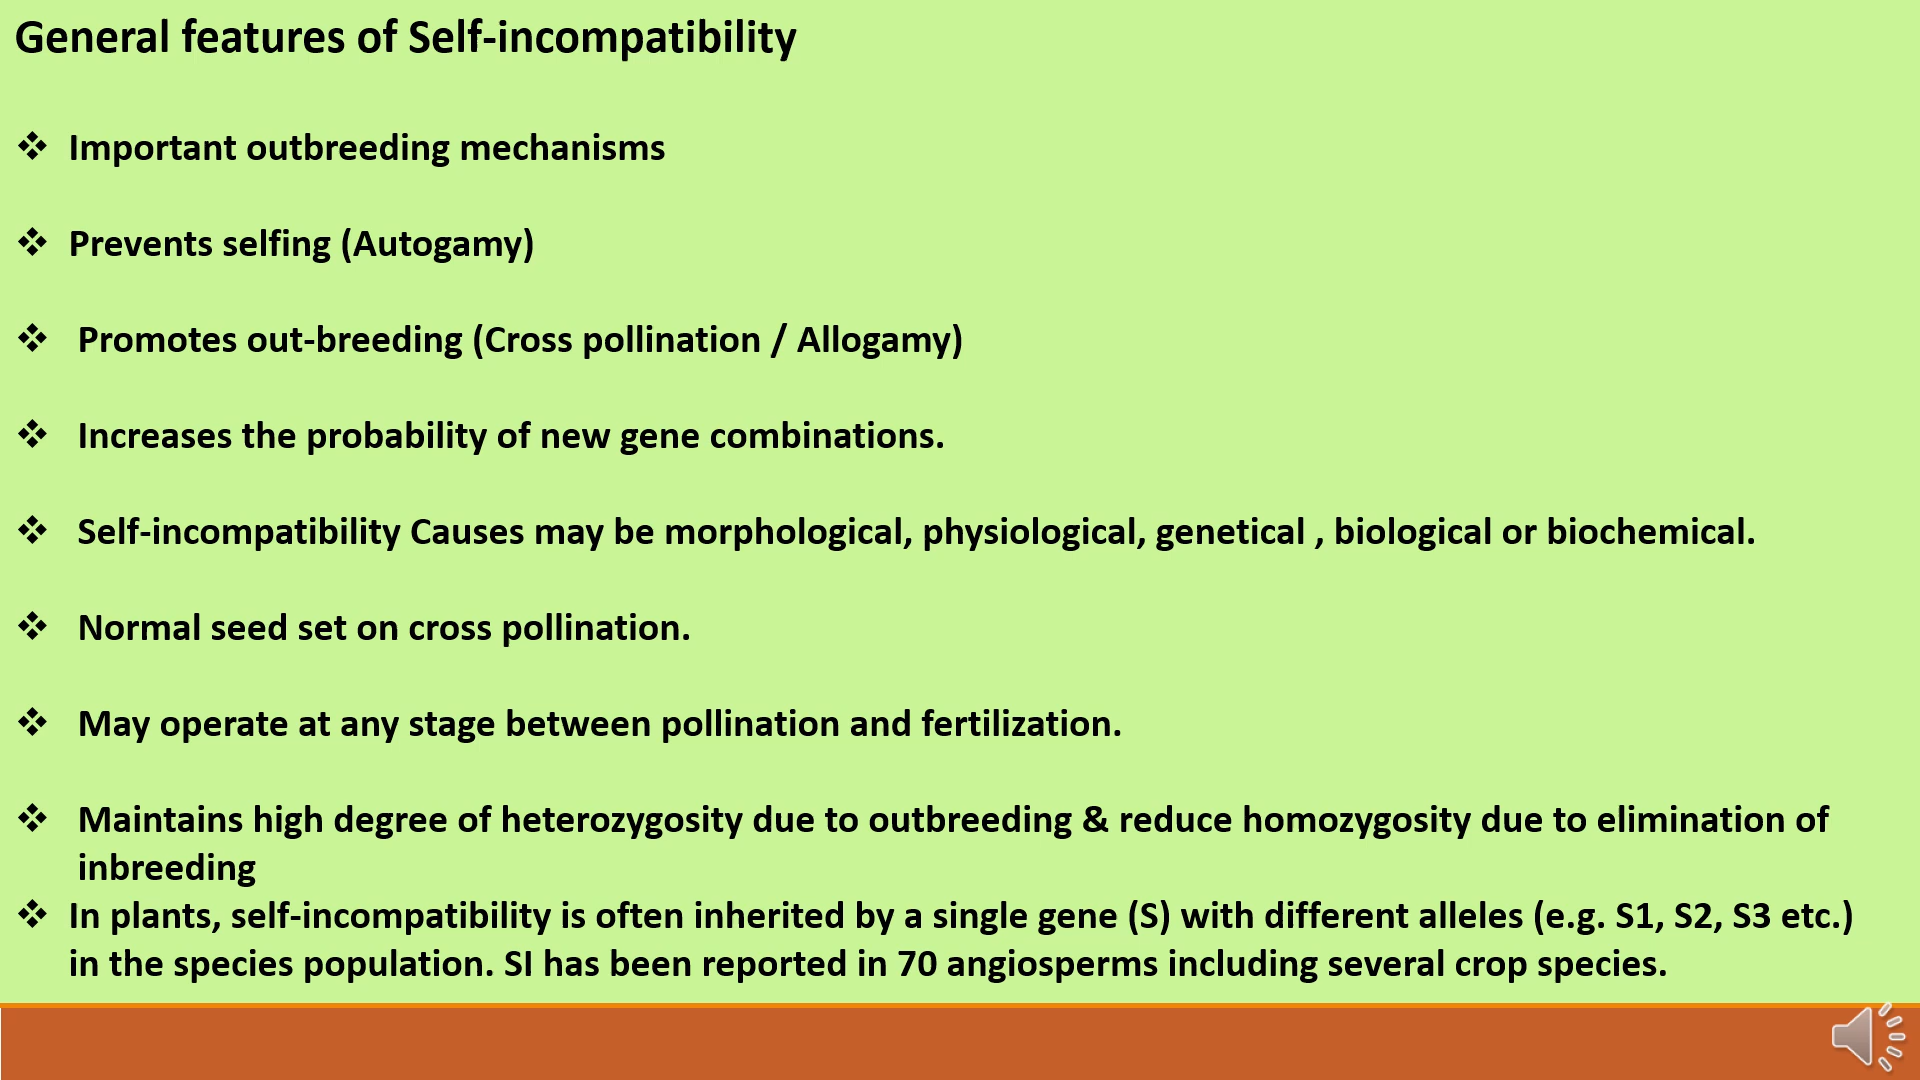 General features of Self-incompatibility
❖ Important outbreeding mechanisms
❖ Prevents selfing (Autogamy)
❖ Promotes out-breeding (Cross pollination / Allogamy)
❖ Increases the probability of new gene combinations.
❖ Self-incompatibility Causes may be morphological, physiological, genetical , biological or biochemical.
❖ Normal seed set on cross pollination.
❖ May operate at any stage between pollination and fertilization.
❖ Maintains high degree of heterozygosity due to outbreeding & reduce homozygosity due to elimination of
inbreeding
❖ In plants, self-incompatibility is often inherited by a single gene (S) with different alleles (e.g. S1, S2, S3 etc.)
in the species population. SI has been reported in 70 angiosperms including several crop species.